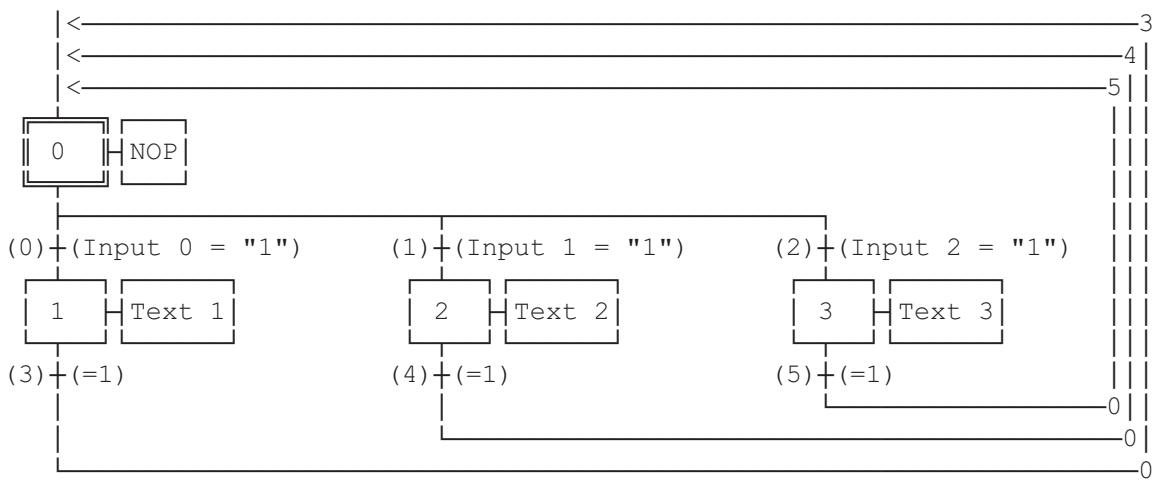 < 3
< 4
< 5
0 NOP
(0) (Input 0 = "1") (1) (Input 1 = "1") (2) (Input 2 = "1")
1 Text 1 2 Text 2 3 Text 3
(3) (=1) (4) (=1) (5) (=1)
0
0
0